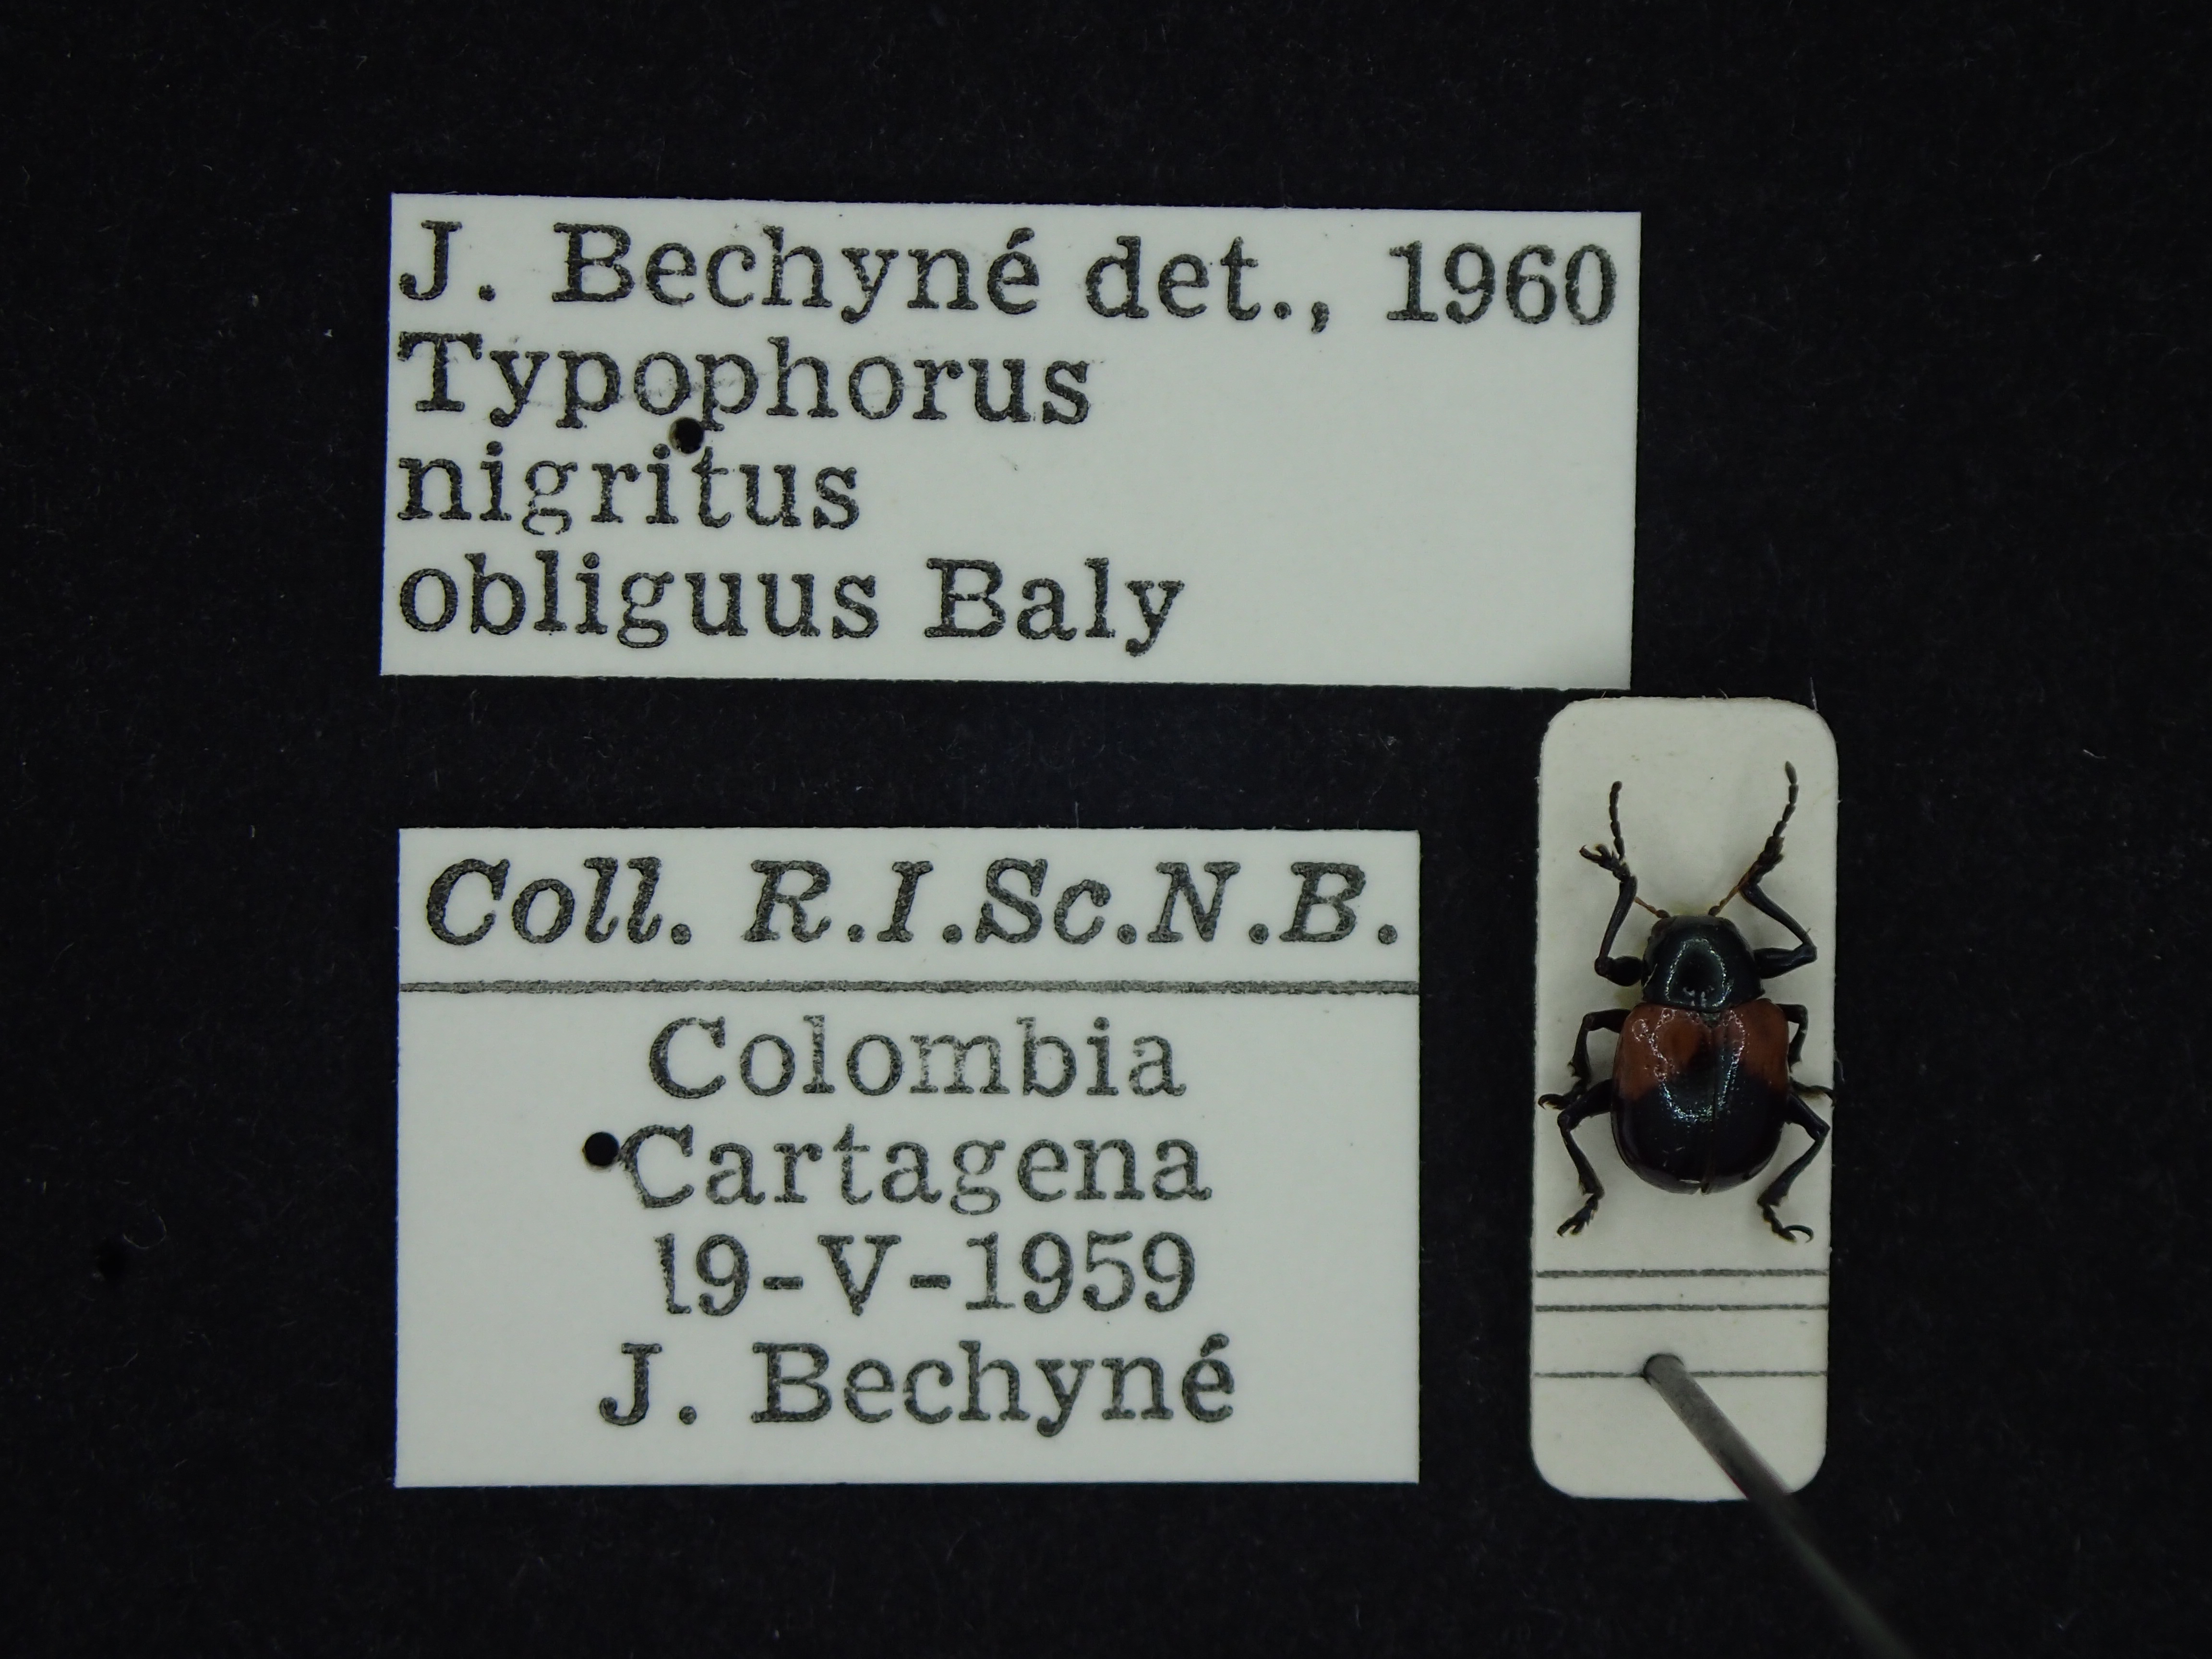 J. Bechyné det., 1960
Typophorus
nigritus
obliguus Baly
Coll. R.I.Sc.N.B.
Colombia
Cartagena
19-V-1959
J. Bechyné